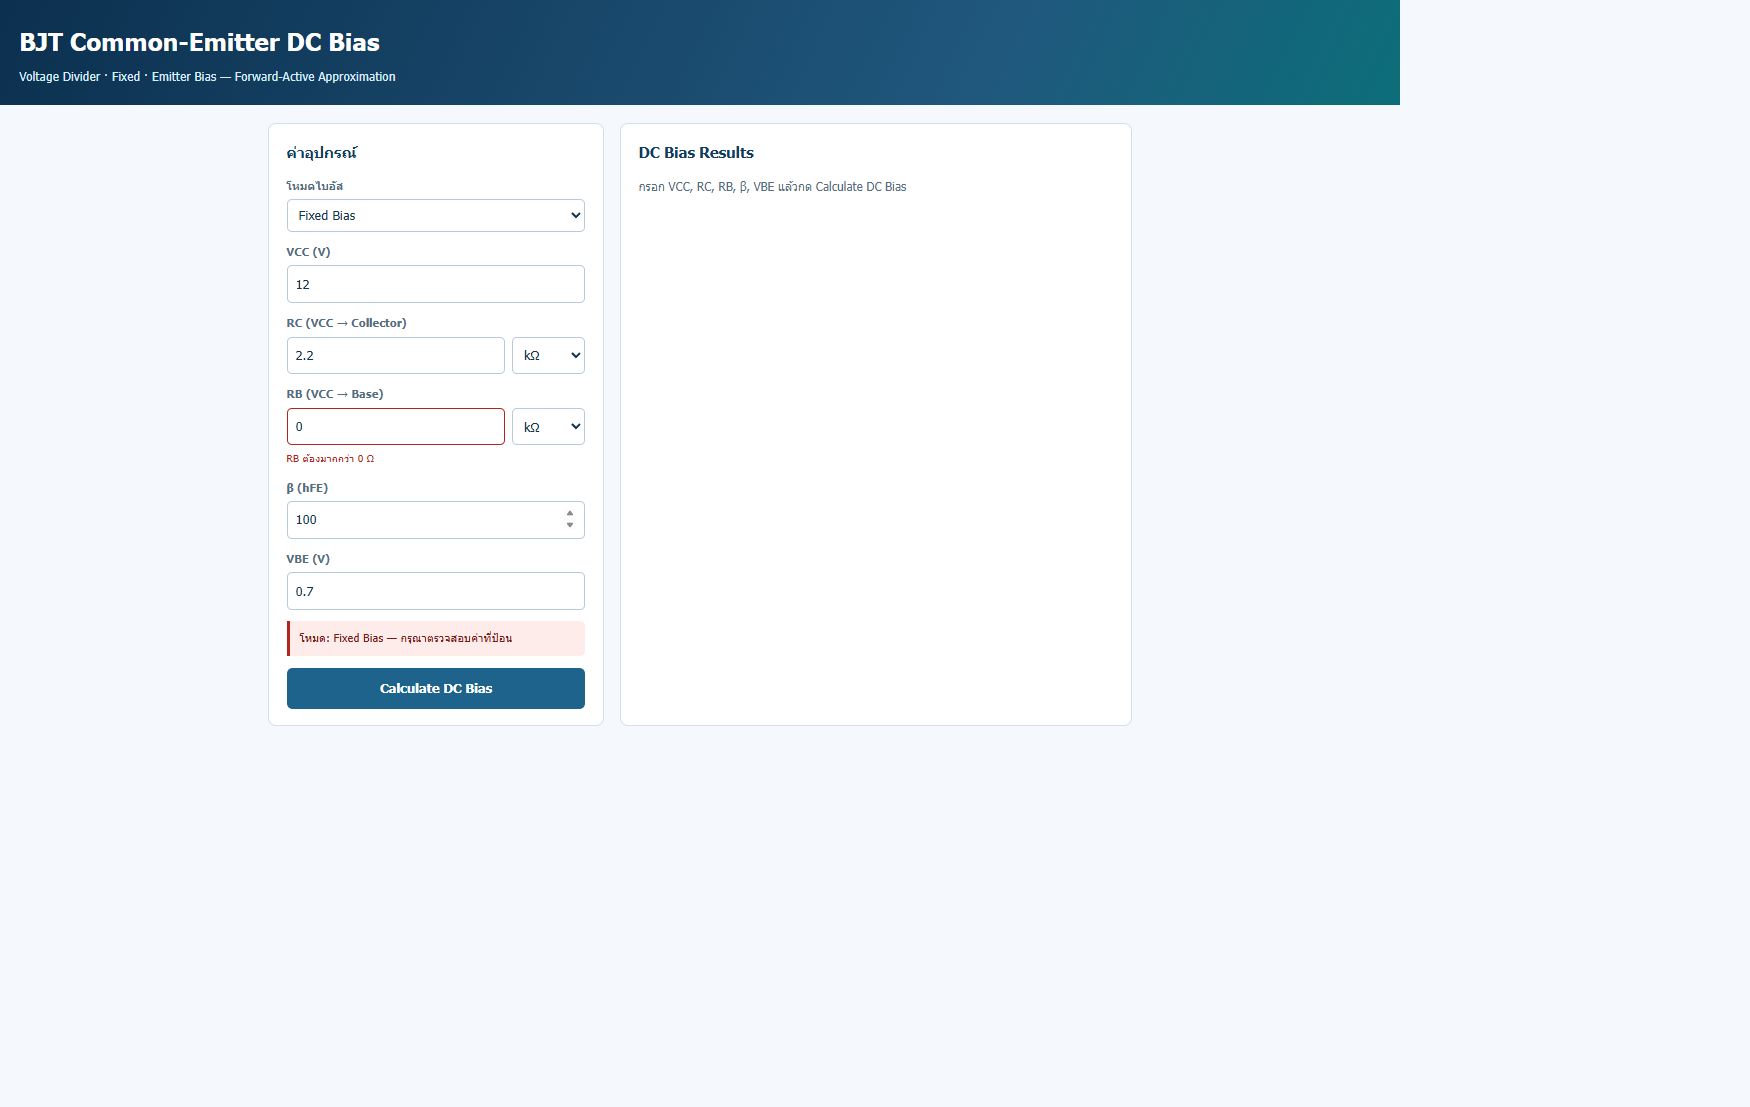 BJT Common-Emitter DC Bias
Voltage Divider · Fixed · Emitter Bias — Forward-Active Approximation
ค่าอุปกรณ์
โหมดไบอัส
Fixed Bias
VCC (V)
12
RC (VCC → Collector)
2.2 kΩ
RB (VCC → Base)
0 kΩ
RB ต้องมากกว่า 0 Ω
β (hFE)
100
VBE (V)
0.7
โหมด: Fixed Bias — กรุณาตรวจสอบค่าที่ป้อน
Calculate DC Bias
DC Bias Results
กรอก VCC, RC, RB, β, VBE แล้วกด Calculate DC Bias